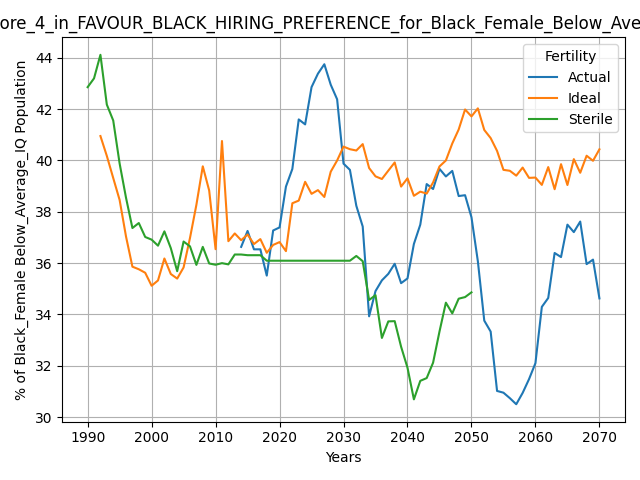 ore_4_in_FAVOUR_BLACK_HIRING_PREFERENCE_for_Black_Female_Below_Ave
% of Black_Female Below_Average_IQ Population
44
42
40
38
36
34
32
30
Fertility
Actual
Ideal
Sterile
1990 2000 2010 2020 2030 2040 2050 2060 2070
Years